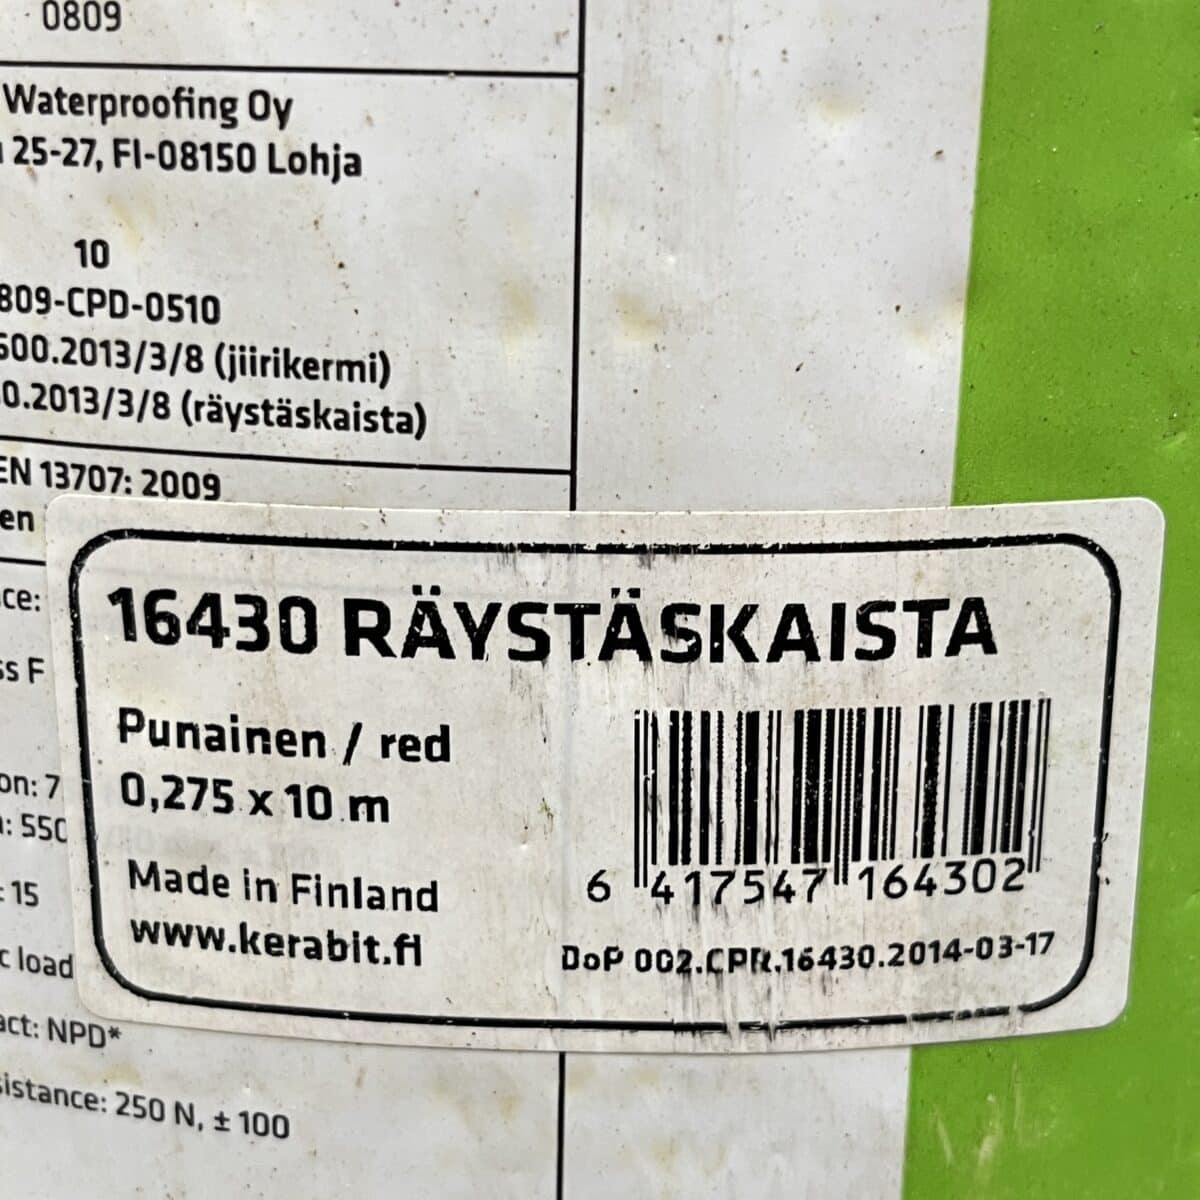 0809
Waterproofing Oy
25-27, FI-08150 Lohja
10
809-CPD-0510
600.2013/3/8 (jiirikermi)
0.2013/3/8 (räystäskaista)
EN 13707: 2009
en
ce:
ss F
on: 7
: 550
: 15
c load
act: NPD*
sistance: 250 N, ± 100
16430 RÄYSTÄSKAISTA
Punainen / red
0,275 x 10 m
Made in Finland
www.kerabit.fi
6 417547 164302
DoP 002.CPR.16430.2014-03-17